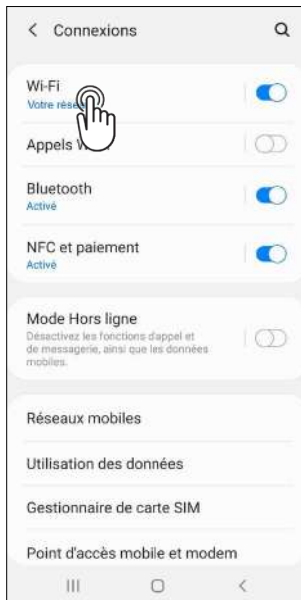 Connexions
Wi-Fi
Votre
Appels
Bluetooth
Activé
NFC et paiement
Activé
Mode Hors ligne
Désactivez les fonctions d'appel et
de messagerie, ainsi que les données
mobiles.
Réseaux mobiles
Utilisation des données
Gestionnaire de carte SIM
Point d'accès mobile et modem